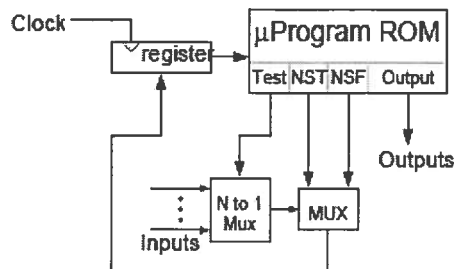 Clock
register
μProgram ROM
Test NST NSF Output
Outputs
N to 1
Mux
MUX
Inputs